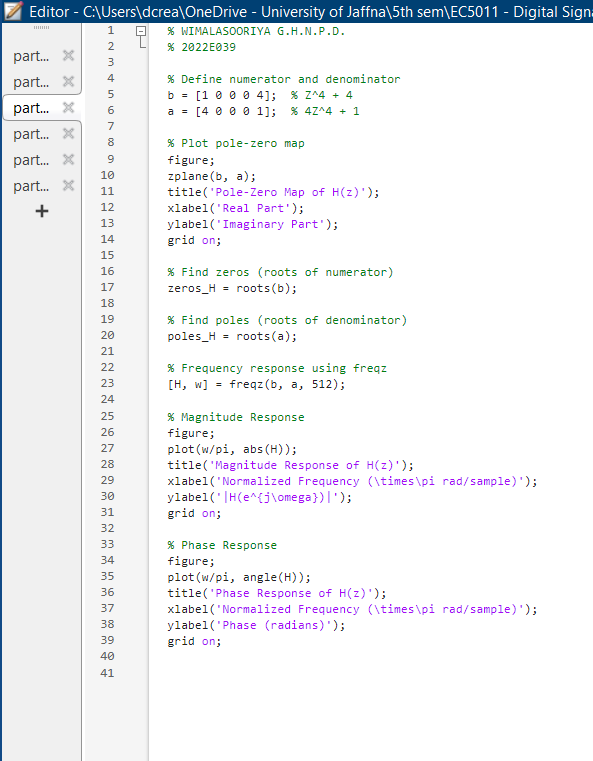 Editor - C:\Users\dcrea\OneDrive - University of Jaffna\5th sem\EC5011 - Digital Signa
part...
part...
part...
part...
part...
part...
1 % WIMALASOORIYA G.H.N.P.D.
2 % 2022E039
3
4 % Define numerator and denominator
5 b = [1 0 0 0 4]; % Z^4 + 4
6 a = [4 0 0 0 1]; % 4Z^4 + 1
7
8 % Plot pole-zero map
9 figure;
10 zplane(b, a);
11 title('Pole-Zero Map of H(z)');
12 xlabel('Real Part');
13 ylabel('Imaginary Part');
14 grid on;
15
16 % Find zeros (roots of numerator)
17 zeros_H = roots(b);
18
19 % Find poles (roots of denominator)
20 poles_H = roots(a);
21
22 % Frequency response using freqz
23 [H, w] = freqz(b, a, 512);
24
25 % Magnitude Response
26 figure;
27 plot(w/pi, abs(H));
28 title('Magnitude Response of H(z)');
29 xlabel('Normalized Frequency (\times\pi rad/sample)');
30 ylabel('|H(e^{j\omega})|');
31 grid on;
32
33 % Phase Response
34 figure;
35 plot(w/pi, angle(H));
36 title('Phase Response of H(z)');
37 xlabel('Normalized Frequency (\times\pi rad/sample)');
38 ylabel('Phase (radians)');
39 grid on;
40
41